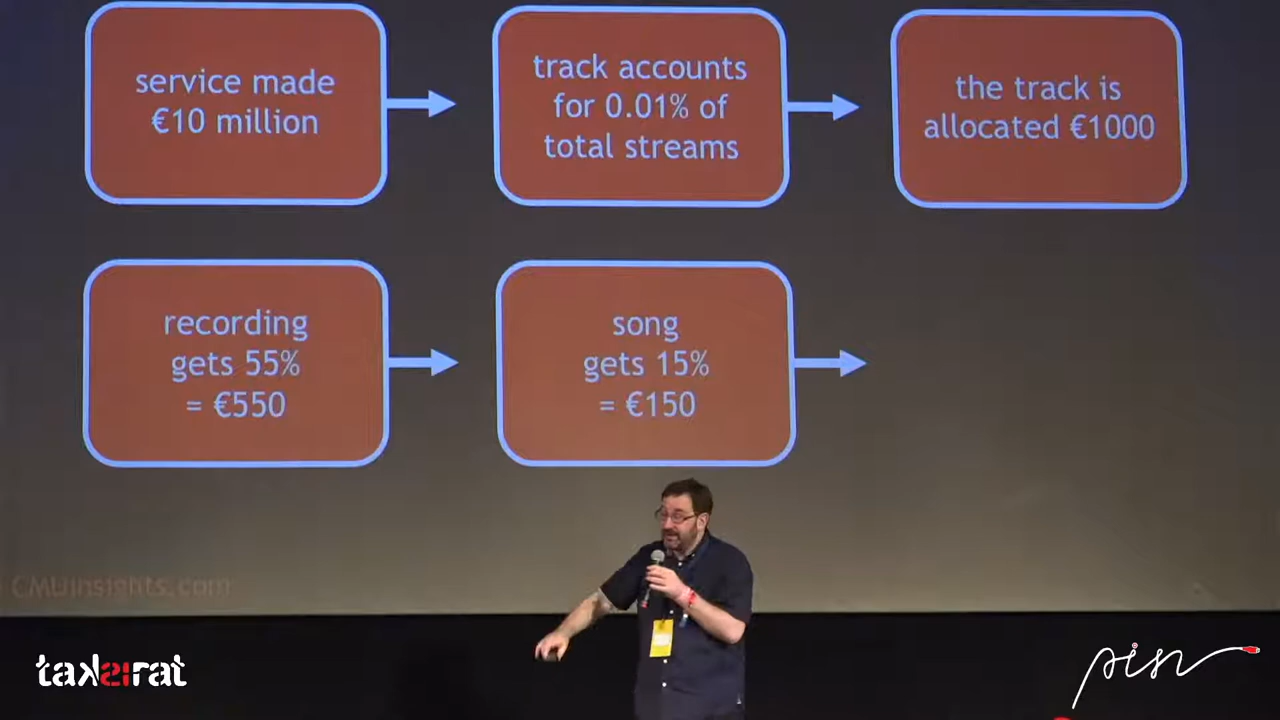 service made
€10 million
track accounts
for 0.01% of
total streams
the track is
allocated €1000
recording
gets 55%
= €550
song
gets 15%
= €150
CMUinsights.com
takeirat
pin